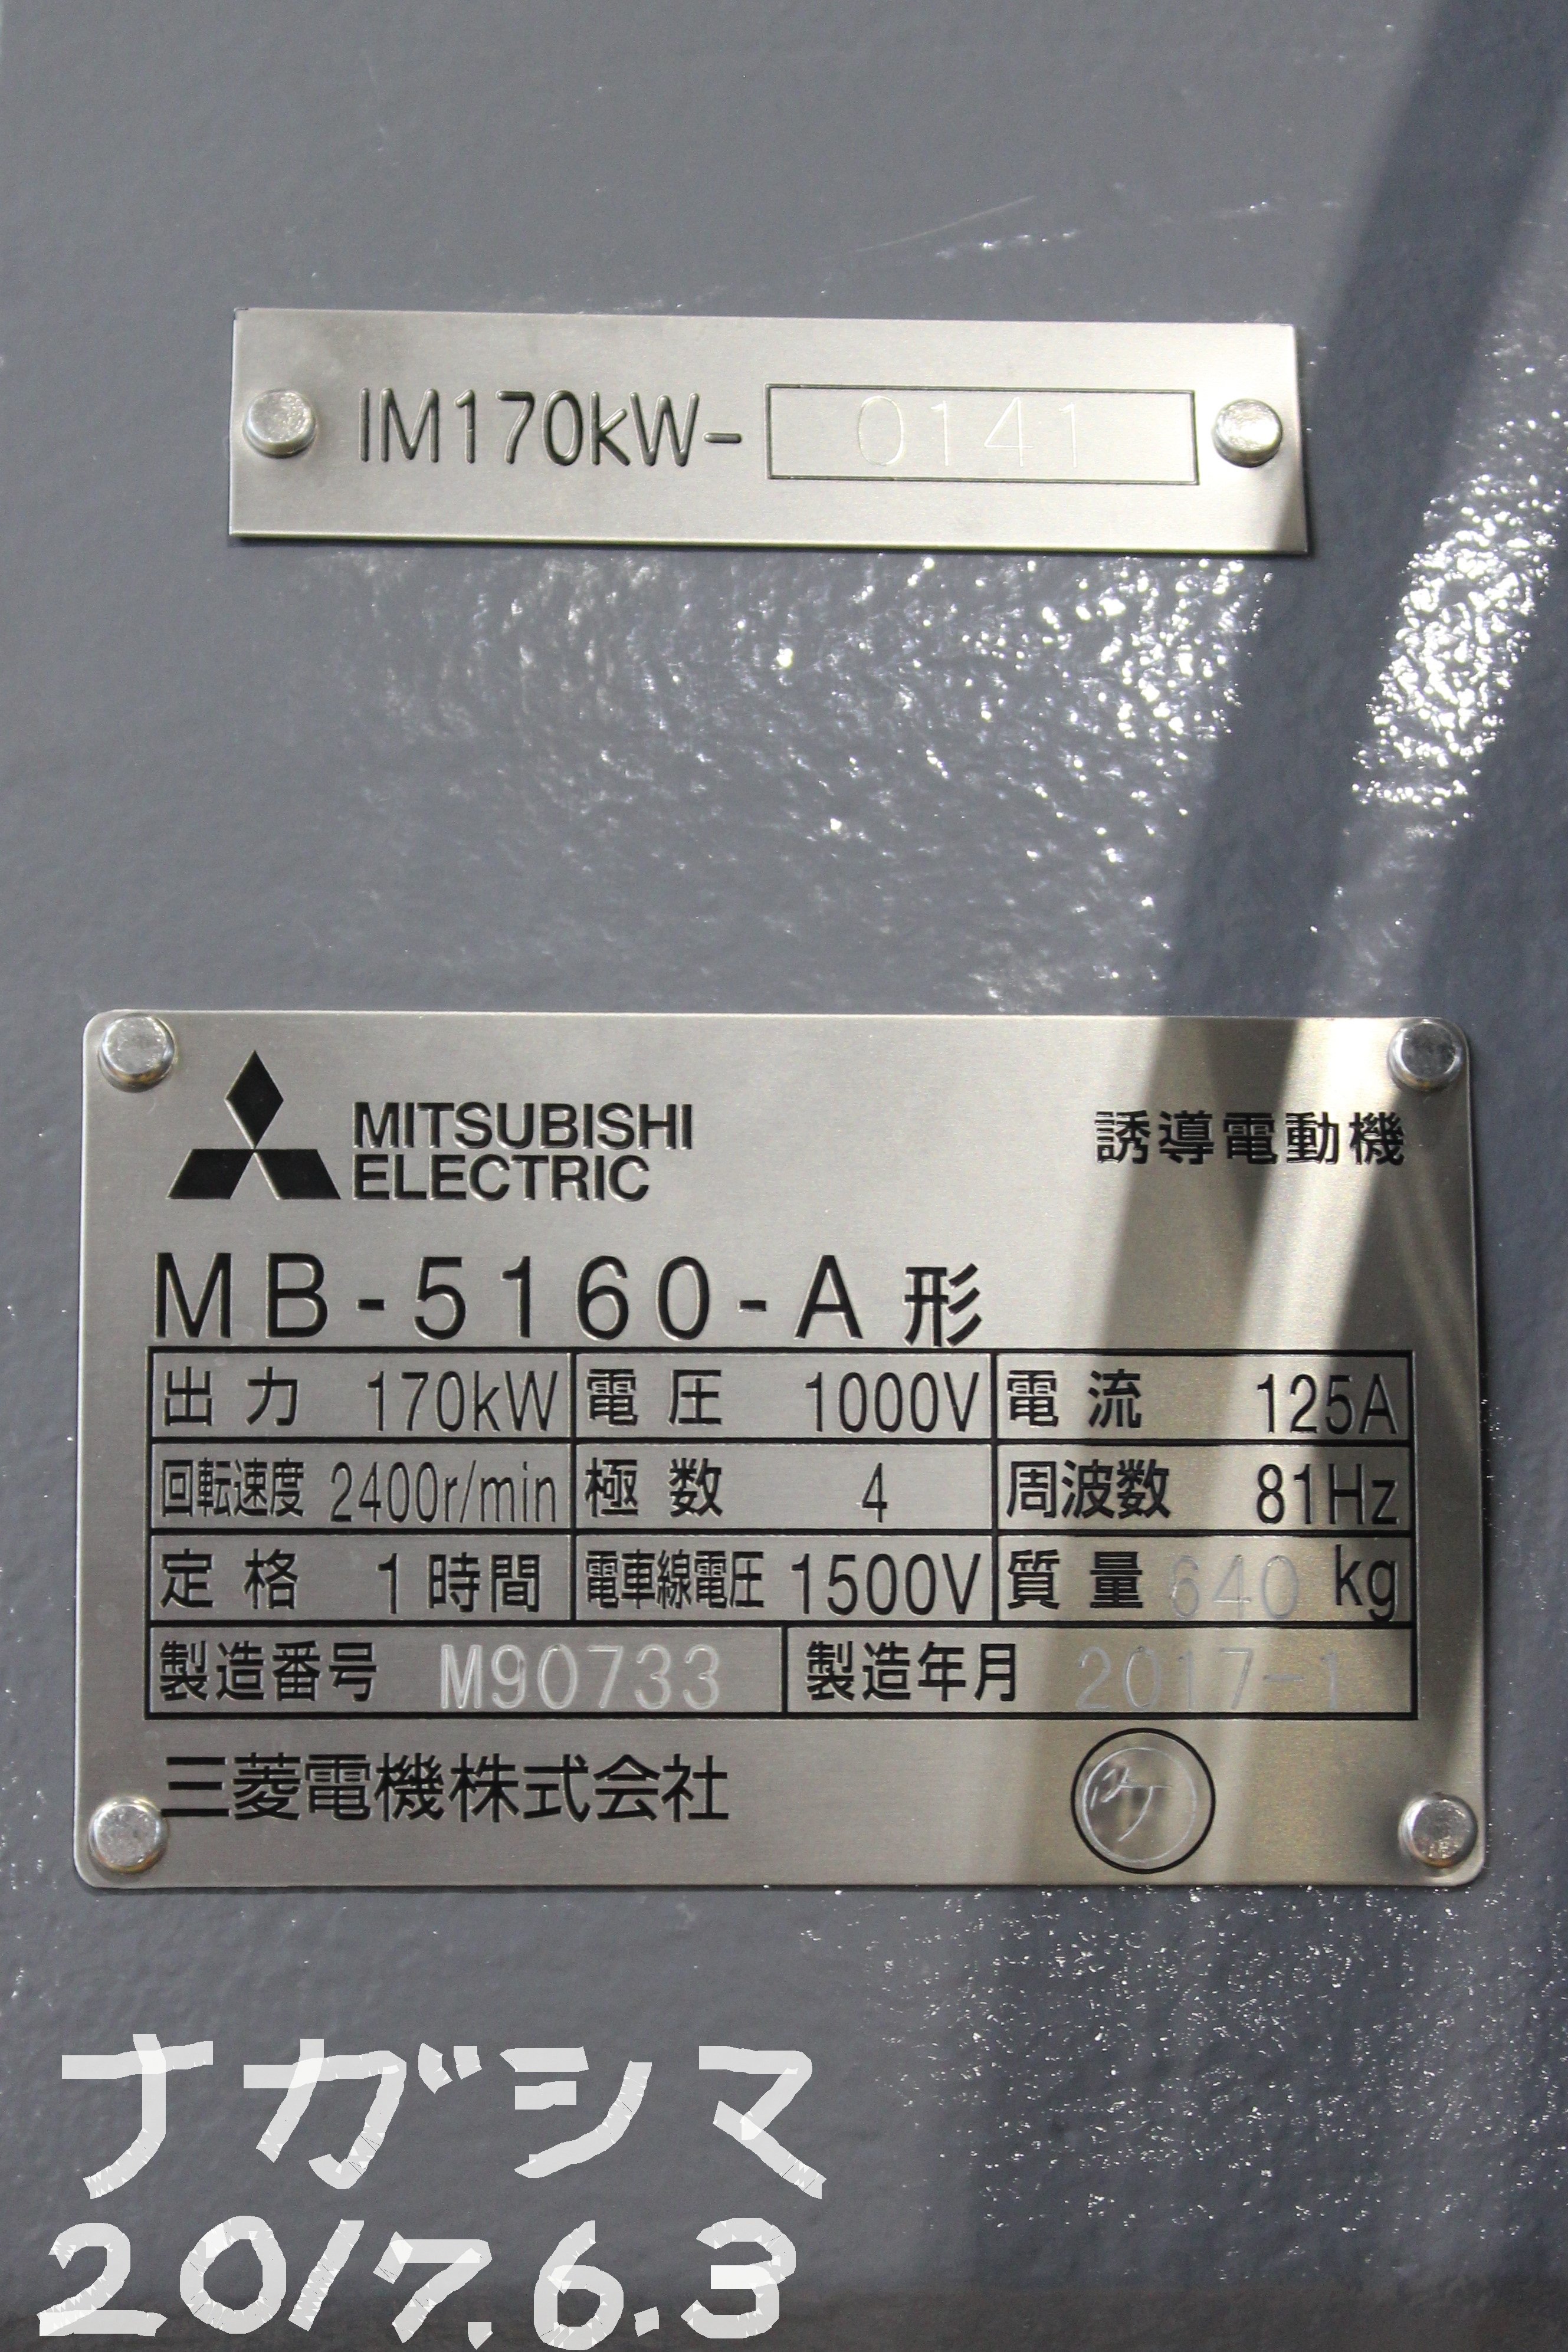 IM170kW- 0141
MITSUBISHI
ELECTRIC
誘導電動機
MB-5160-A 形
出力 170kW 電圧 1000V 電流 125A
回転速度 2400r/min 極数 4 周波数 81Hz
定格 1時間 電車線電圧 1500V 質量 640 kg
製造番号 M90733 製造年月 2017-1
三菱電機株式会社
ナガシマ
2017.6.3